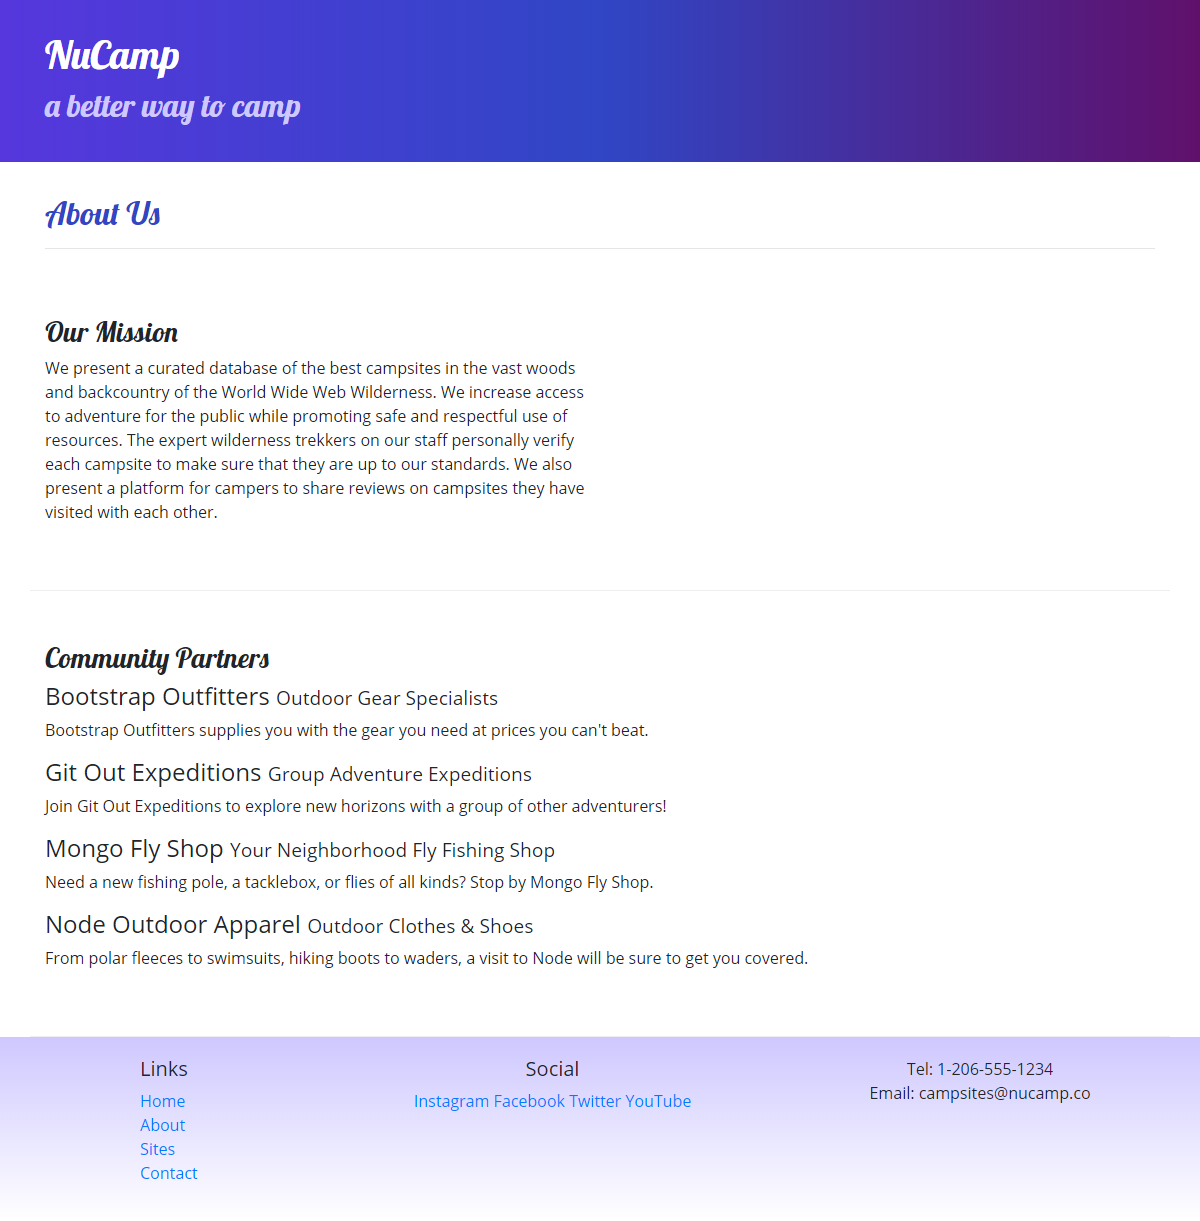 NuCamp
a better way to camp
About Us
Our Mission
We present a curated database of the best campsites in the vast woods
and backcountry of the World Wide Web Wilderness. We increase access
to adventure for the public while promoting safe and respectful use of
resources. The expert wilderness trekkers on our staff personally verify
each campsite to make sure that they are up to our standards. We also
present a platform for campers to share reviews on campsites they have
visited with each other.
Community Partners
Bootstrap Outfitters Outdoor Gear Specialists
Bootstrap Outfitters supplies you with the gear you need at prices you can't beat.
Git Out Expeditions Group Adventure Expeditions
Join Git Out Expeditions to explore new horizons with a group of other adventurers!
Mongo Fly Shop Your Neighborhood Fly Fishing Shop
Need a new fishing pole, a tacklebox, or flies of all kinds? Stop by Mongo Fly Shop.
Node Outdoor Apparel Outdoor Clothes & Shoes
From polar fleeces to swimsuits, hiking boots to waders, a visit to Node will be sure to get you covered.
Links
Home
About
Sites
Contact
Social
Instagram Facebook Twitter YouTube
Tel: 1-206-555-1234
Email: campsites@nucamp.co